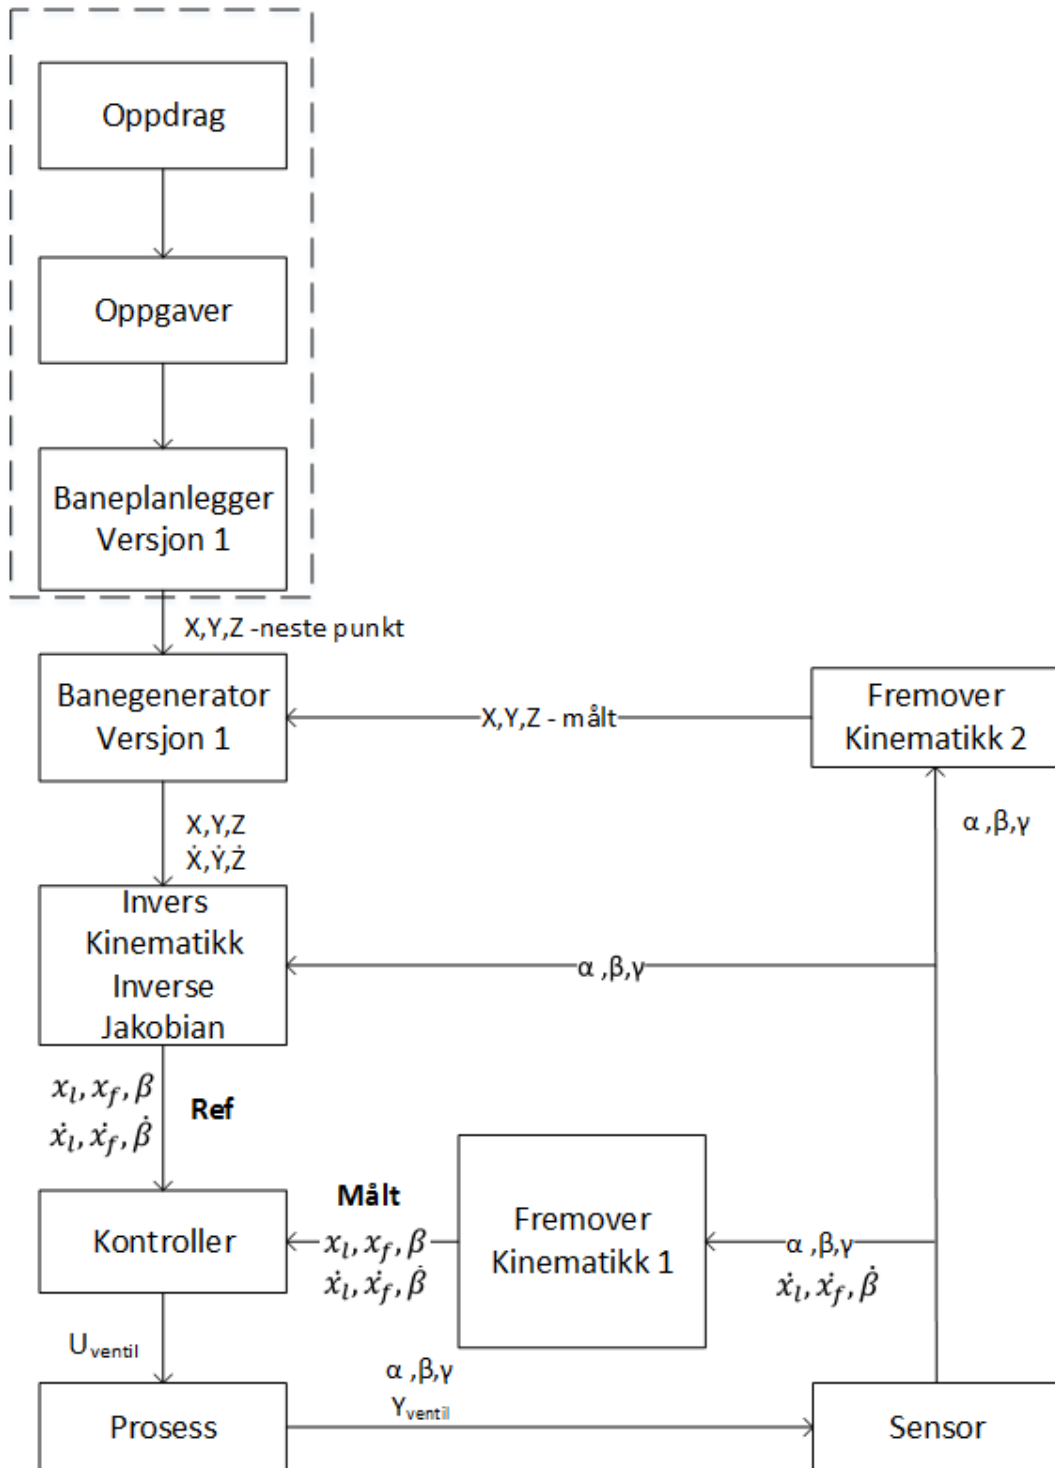 Oppdrag
Oppgaver
Baneplanlegger
Versjon 1
X,Y,Z -neste punkt
Banegenerator
Versjon 1
X,Y,Z - målt
Fremover
Kinematikk 2
X,Y,Z
Ẋ,Ẏ,Ż
α ,β,γ
Invers
Kinematikk
Inverse
Jakobian
α ,β,γ
x_l, x_f, β
ẋ_l, ẋ_f, β̇
Ref
Målt
x_l, x_f, β
ẋ_l, ẋ_f, β̇
Kontroller
Fremover
Kinematikk 1
α ,β,γ
ẋ_l, ẋ_f, β̇
U_ventil
α ,β,γ
Y_ventil
Prosess
Sensor